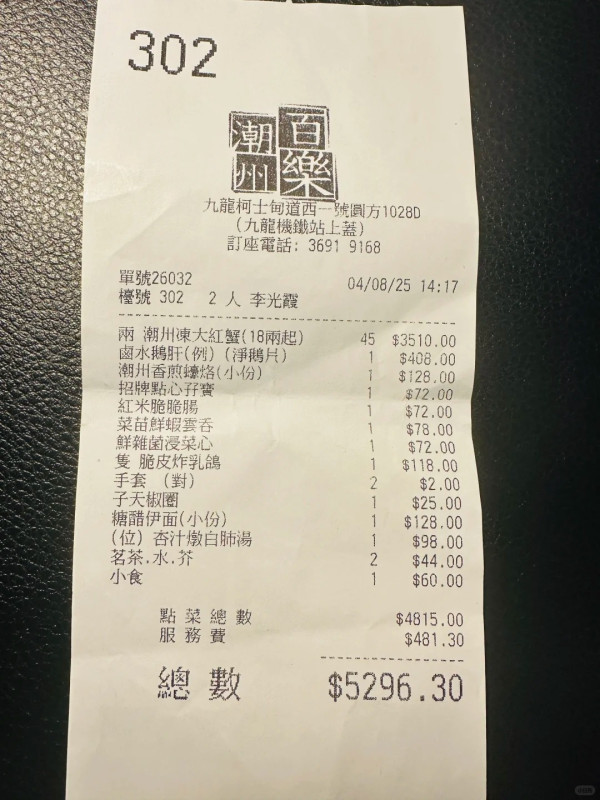 302
潮州 百樂
九龍柯士甸道西一號圓方1028D
(九龍機鐵站上蓋)
訂座電話: 3691 9168
單號26032 04/08/25 14:17
檯號 302 2 人 李光霞
兩 潮州凍大紅蟹(18兩起) 45 $3510.00
鹵水鵝肝(例) (淨鵝片) 1 $408.00
潮州香煎蠔烙(小份) 1 $128.00
招牌點心孖寶 1 $72.00
紅米脆脆腸 1 $72.00
菜苗鮮蝦雲吞 1 $78.00
鮮雜菌浸菜心 1 $72.00
隻 脆皮炸乳鴿 1 $118.00
手套 (對) 2 $2.00
子天椒圈 1 $25.00
糖醋伊面(小份) 1 $128.00
(位) 杏汁燉白肺湯 1 $98.00
茗茶.水.芥 2 $44.00
小食 1 $60.00
點菜總數 $4815.00
服務費 $481.30
總數 $5296.30